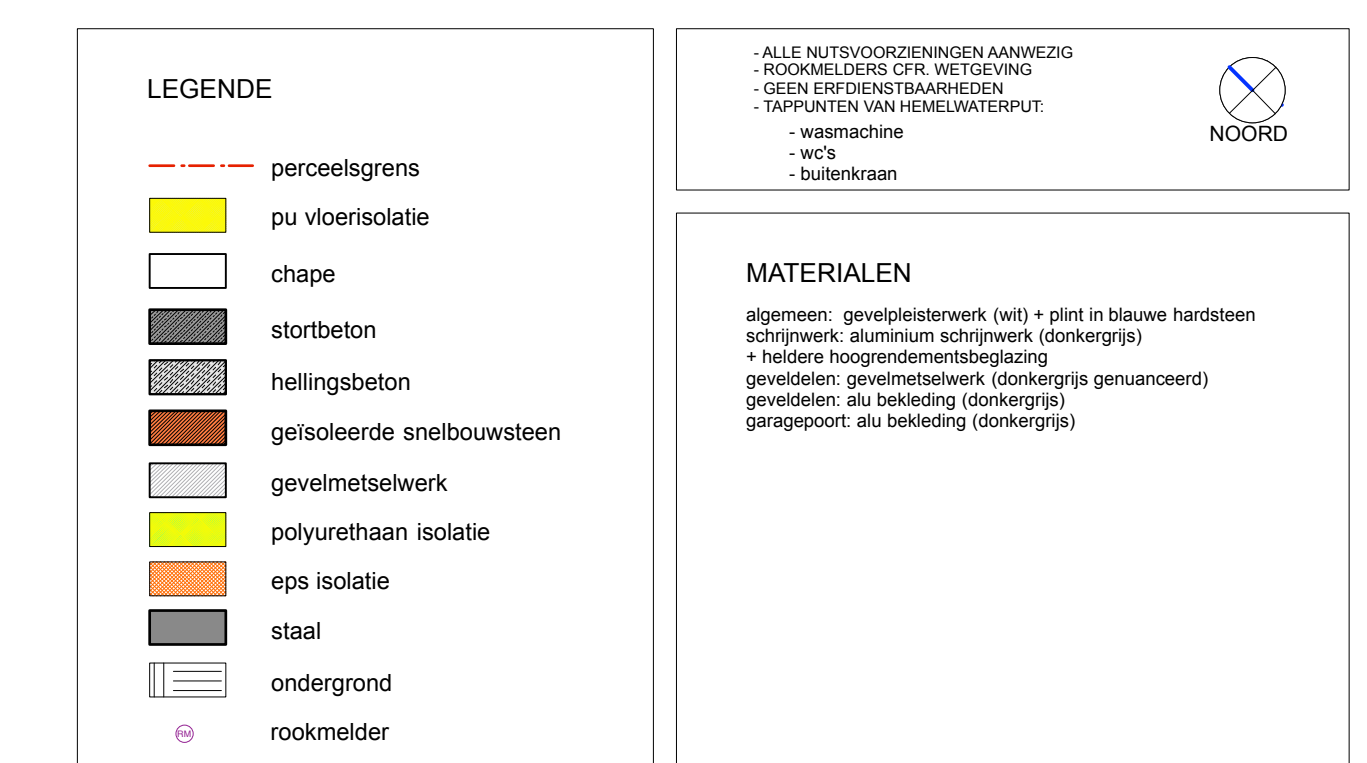 LEGENDE
perceelsgrens
pu vloerisolatie
chape
stortbeton
hellingsbeton
geïsoleerde snelbouwsteen
gevelmetselwerk
polyurethaan isolatie
eps isolatie
staal
ondergrond
RM rookmelder
- ALLE NUTSVOORZIENINGEN AANWEZIG
- ROOKMELDERS CFR. WETGEVING
- GEEN ERFDIENSTBAARHEDEN
- TAPPUNTEN VAN HEMELWATERPUT:
- wasmachine
- wc's
- buitenkraan
NOORD
MATERIALEN
algemeen: gevelpleisterwerk (wit) + plint in blauwe hardsteen
schrijnwerk: aluminium schrijnwerk (donkergrijs)
+ heldere hoogrendementsbeglazing
geveldelen: gevelmetselwerk (donkergrijs genuanceerd)
geveldelen: alu bekleding (donkergrijs)
garagepoort: alu bekleding (donkergrijs)